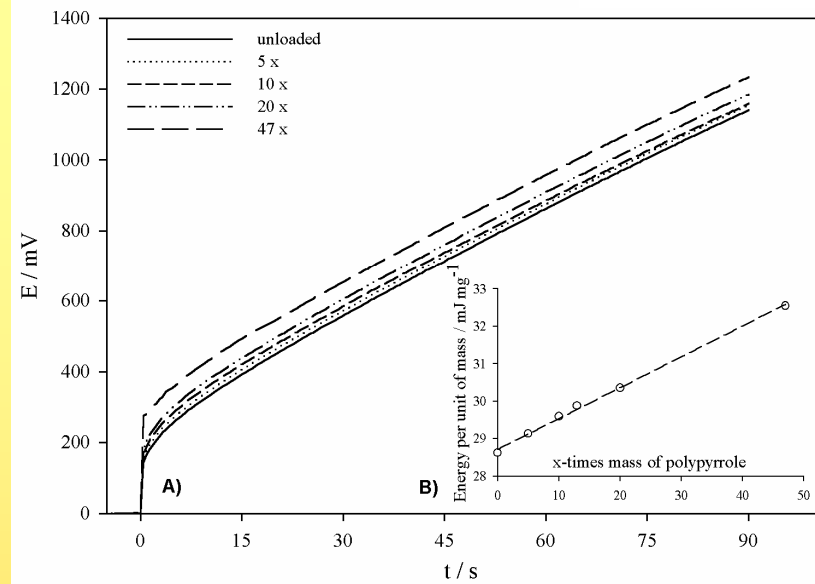 1400
1200
1000
800
600
400
200
0
E / mV
unloaded
5 x
10 x
20 x
47 x
A)
B)
33
32
31
30
29
28
Energy per unit of mass / mJ mg⁻¹
x-times mass of polypyrrole
0 10 20 30 40 50
0 15 30 45 60 75 90
t / s